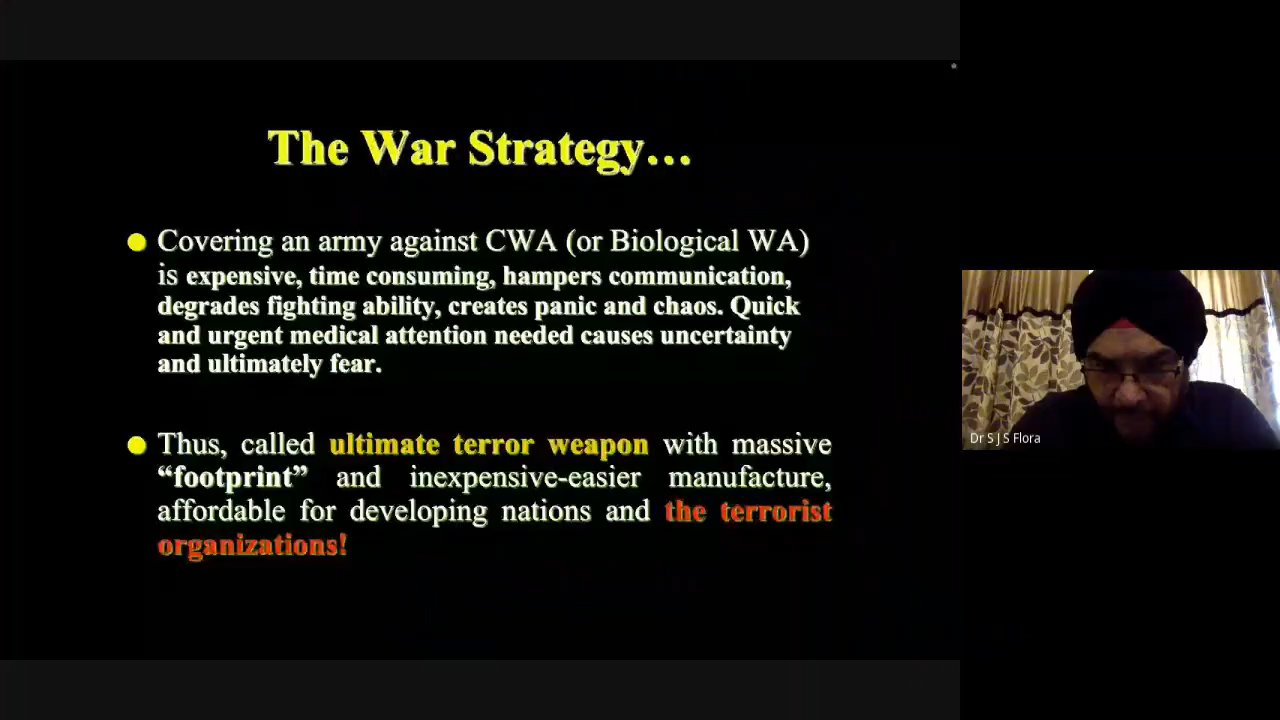 The War Strategy...
Covering an army against CWA (or Biological WA)
is expensive, time consuming, hampers communication,
degrades fighting ability, creates panic and chaos. Quick
and urgent medical attention needed causes uncertainty
and ultimately fear.
Thus, called ultimate terror weapon with massive
“footprint” and inexpensive-easier manufacture,
affordable for developing nations and the terrorist
organizations!
Dr S J S Flora